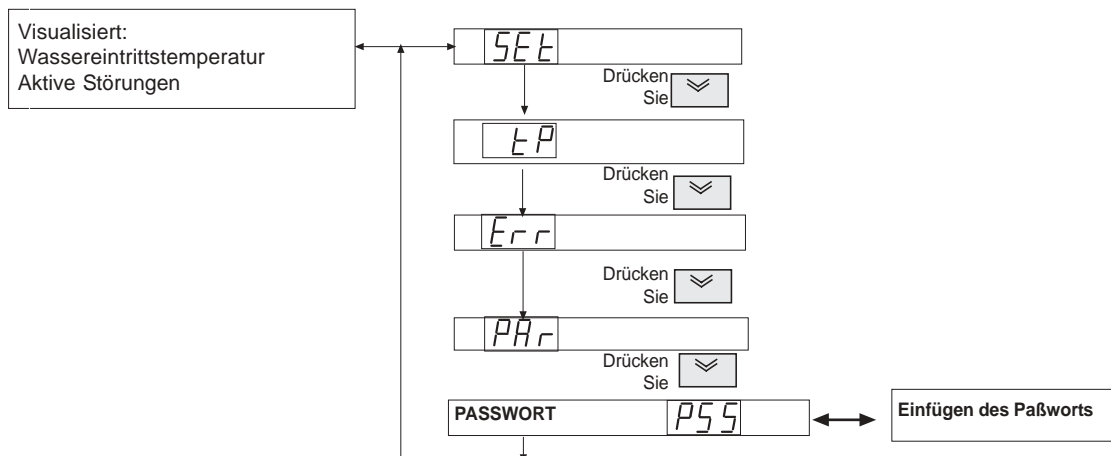 Visualisiert:
Wassereintrittstemperatur
Aktive Störungen
SEt
Drücken
Sie
tP
Drücken
Sie
Err
Drücken
Sie
PAr
Drücken
Sie
PASSWORT PSS
Einfügen des Paßworts